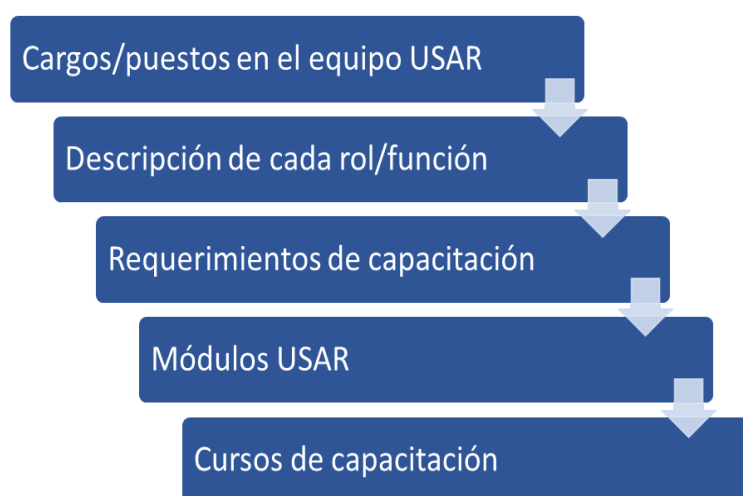 Cargos/puestos en el equipo USAR
Descripción de cada rol/función
Requerimientos de capacitación
Módulos USAR
Cursos de capacitación